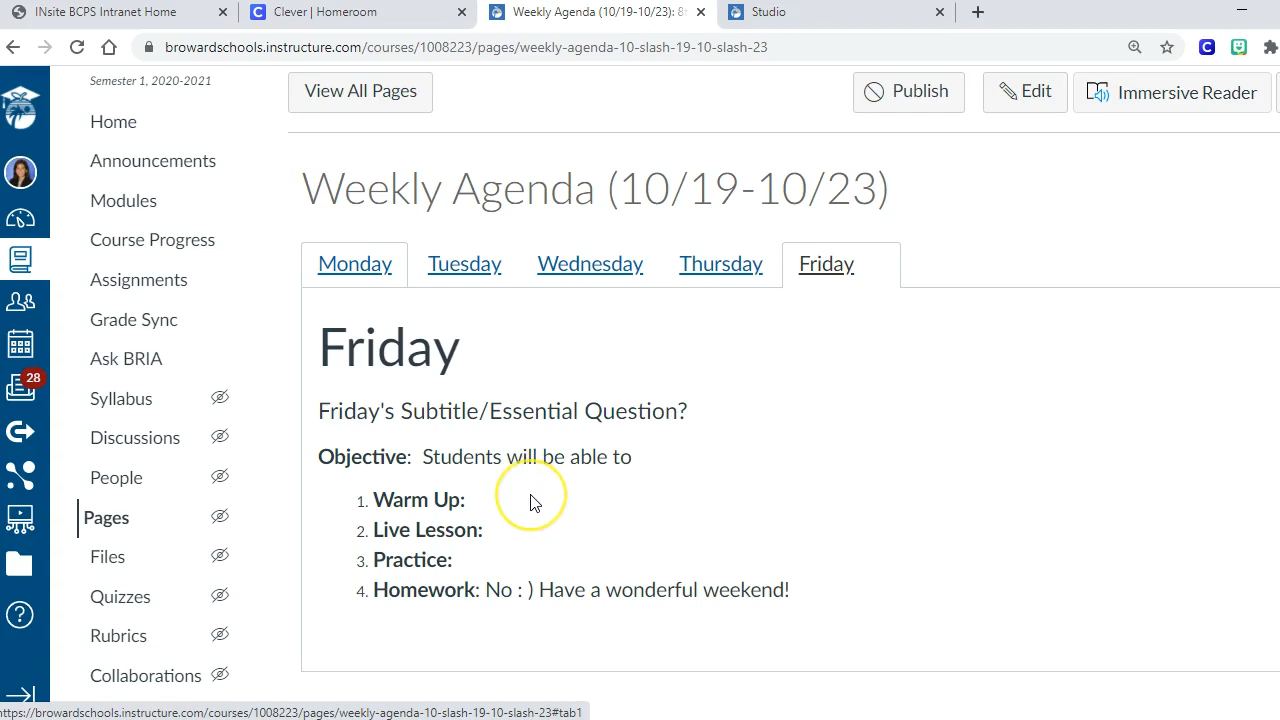 INsite BCPS Intranet Home
Clever | Homeroom
Weekly Agenda (10/19-10/23): 8t
Studio
browardschools.instructure.com/courses/1008223/pages/weekly-agenda-10-slash-19-10-slash-23
Semester 1, 2020-2021
Home
Announcements
Modules
Course Progress
Assignments
Grade Sync
Ask BRIA
Syllabus
Discussions
People
Pages
Files
Quizzes
Rubrics
Collaborations
28
View All Pages
Publish
Edit
Immersive Reader
Weekly Agenda (10/19-10/23)
Monday
Tuesday
Wednesday
Thursday
Friday
Friday
Friday's Subtitle/Essential Question?
Objective: Students will be able to
1. Warm Up:
2. Live Lesson:
3. Practice:
4. Homework: No : ) Have a wonderful weekend!
https://browardschools.instructure.com/courses/1008223/pages/weekly-agenda-10-slash-19-10-slash-23#tab1